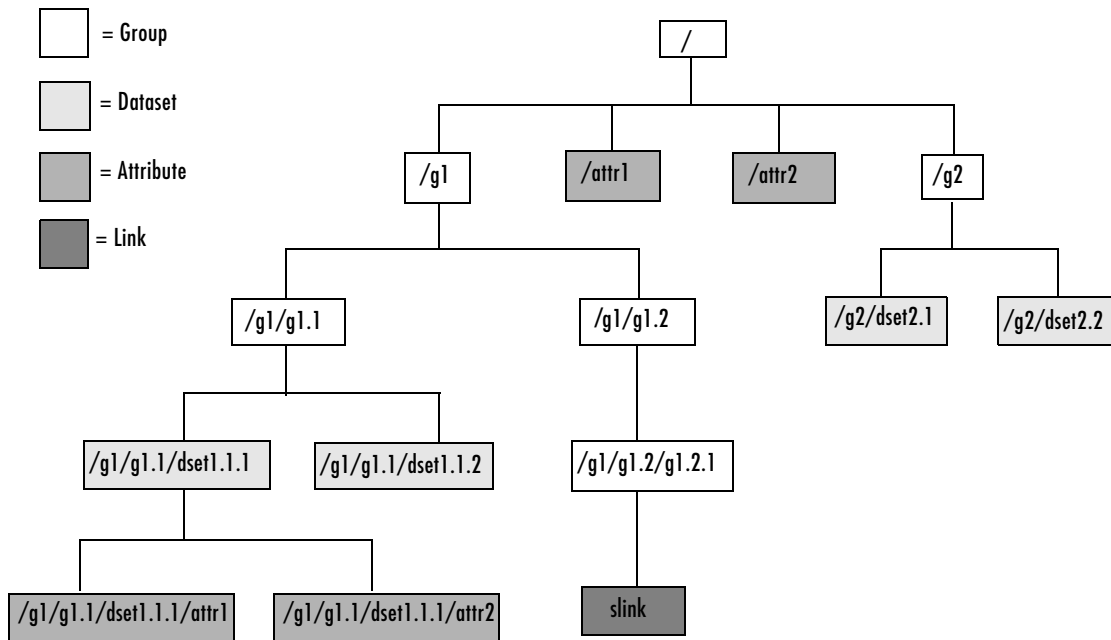 = Group
= Dataset
= Attribute
= Link
/
/g1
/attr1
/attr2
/g2
/g1/g1.1
/g1/g1.2
/g2/dset2.1
/g2/dset2.2
/g1/g1.1/dset1.1.1
/g1/g1.1/dset1.1.2
/g1/g1.2/g1.2.1
/g1/g1.1/dset1.1.1/attr1
/g1/g1.1/dset1.1.1/attr2
slink